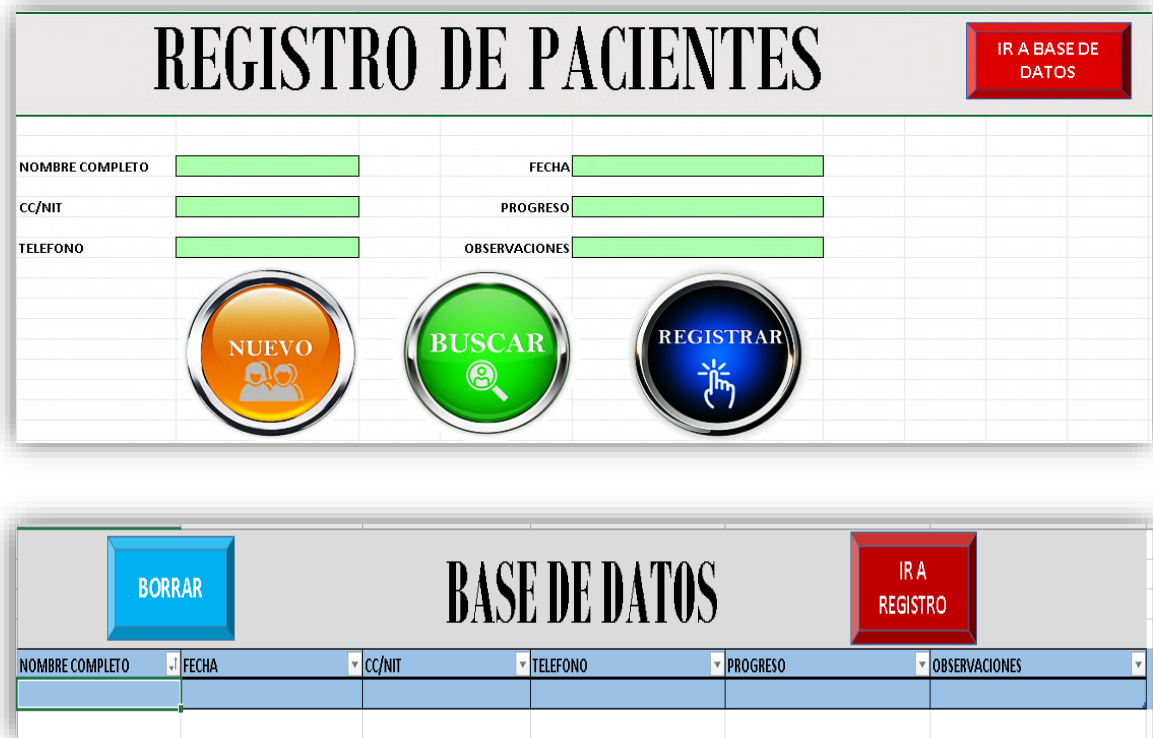 REGISTRO DE PACIENTES
IR A BASE DE
DATOS
NOMBRE COMPLETO
FECHA
CC/NIT
PROGRESO
TELEFONO
OBSERVACIONES
NUEVO
BUSCAR
REGISTRAR
BORRAR
BASE DE DATOS
IR A
REGISTRO
NOMBRE COMPLETO
FECHA
CC/NIT
TELEFONO
PROGRESO
OBSERVACIONES